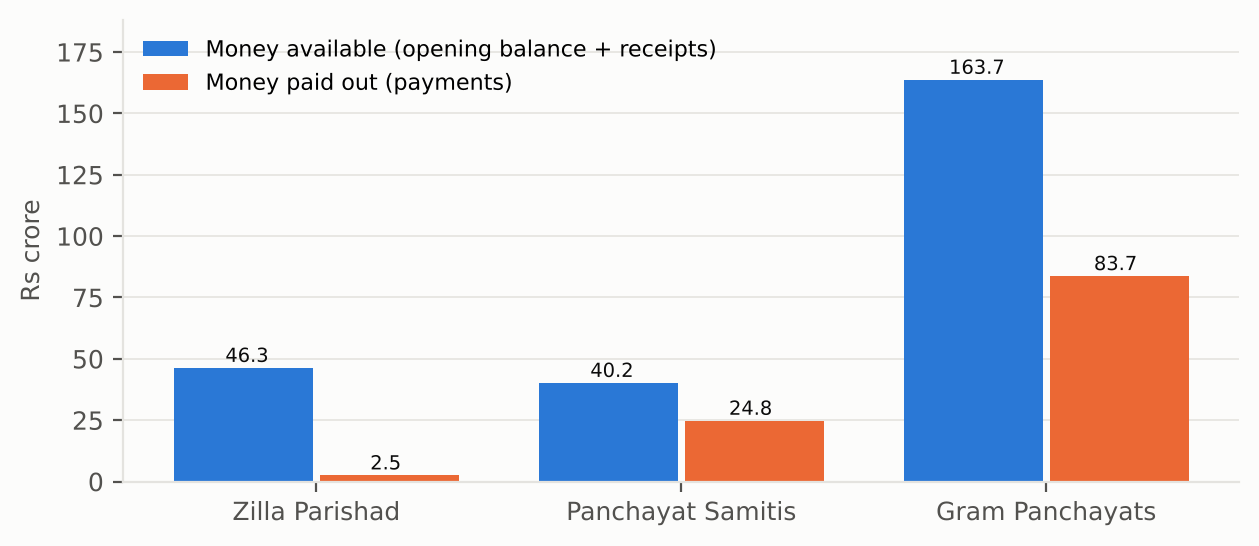 Money available (opening balance + receipts)
Money paid out (payments)
Rs crore
175
150
125
100
75
50
25
0
46.3
2.5
40.2
24.8
163.7
83.7
Zilla Parishad
Panchayat Samitis
Gram Panchayats